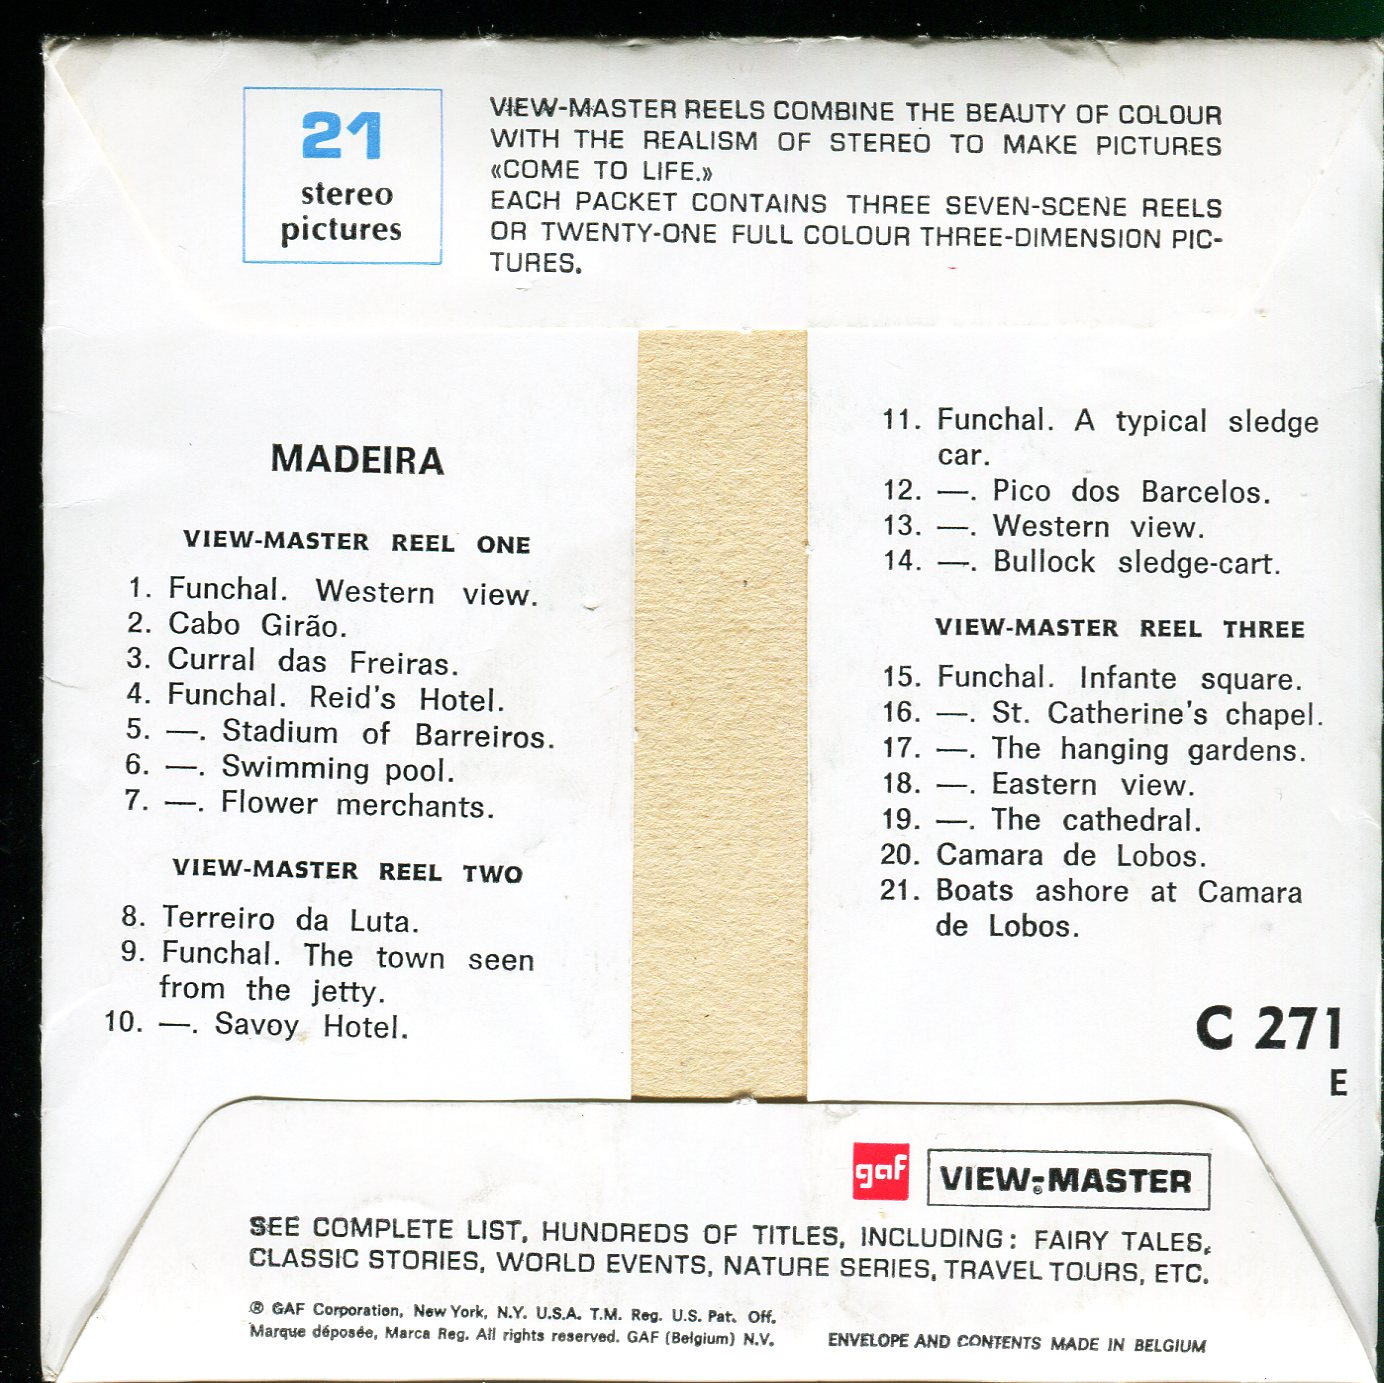 21
stereo
pictures
VIEW-MASTER REELS COMBINE THE BEAUTY OF COLOUR
WITH THE REALISM OF STEREO TO MAKE PICTURES
«COME TO LIFE.»
EACH PACKET CONTAINS THREE SEVEN-SCENE REELS
OR TWENTY-ONE FULL COLOUR THREE-DIMENSION PIC-
TURES.
MADEIRA
VIEW-MASTER REEL ONE
1. Funchal. Western view.
2. Cabo Girão.
3. Curral das Freiras.
4. Funchal. Reid's Hotel.
5. —. Stadium of Barreiros.
6. —. Swimming pool.
7. —. Flower merchants.
VIEW-MASTER REEL TWO
8. Terreiro da Luta.
9. Funchal. The town seen
from the jetty.
10. —. Savoy Hotel.
11. Funchal. A typical sledge
car.
12. —. Pico dos Barcelos.
13. —. Western view.
14. —. Bullock sledge-cart.
VIEW-MASTER REEL THREE
15. Funchal. Infante square.
16. —. St. Catherine's chapel.
17. —. The hanging gardens.
18. —. Eastern view.
19. —. The cathedral.
20. Camara de Lobos.
21. Boats ashore at Camara
de Lobos.
C 271
E
gaf VIEW-MASTER
SEE COMPLETE LIST, HUNDREDS OF TITLES, INCLUDING: FAIRY TALES,
CLASSIC STORIES, WORLD EVENTS, NATURE SERIES, TRAVEL TOURS, ETC.
® GAF Corporation, New York, N.Y. U.S.A. T.M. Reg. U.S. Pat. Off.
Marque déposée, Marca Reg. All rights reserved. GAF (Belgium) N.V.
ENVELOPE AND CONTENTS MADE IN BELGIUM